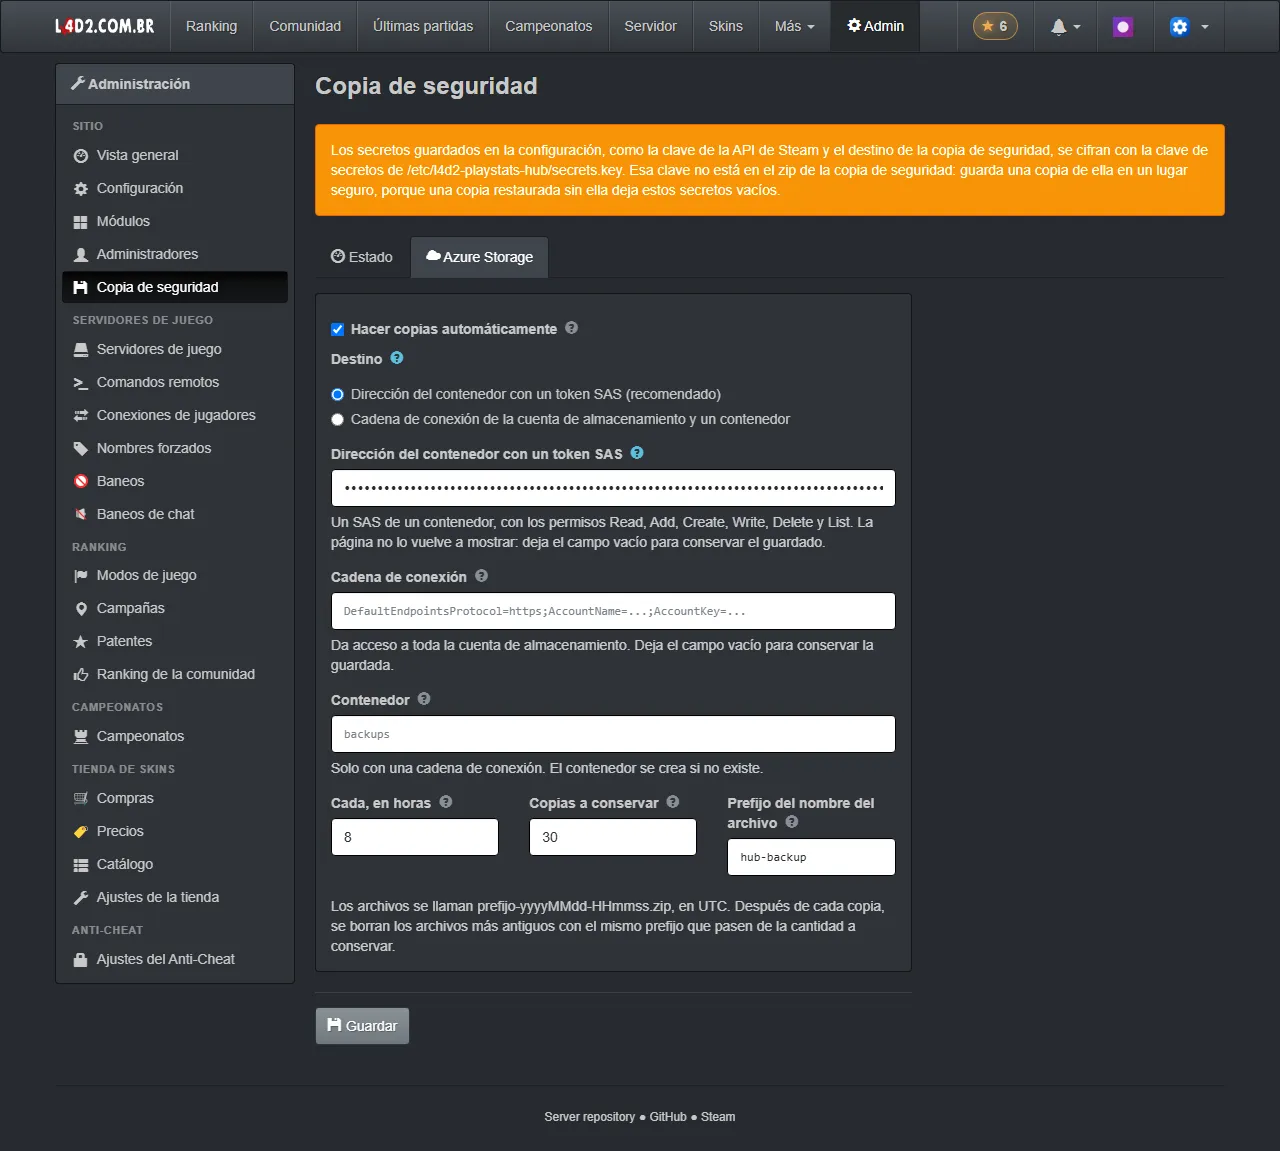 L4D2.COM.BR
Ranking
Comunidad
Últimas partidas
Campeonatos
Servidor
Skins
Más
Admin
6
Administración
SITIO
Vista general
Configuración
Módulos
Administradores
Copia de seguridad
SERVIDORES DE JUEGO
Servidores de juego
Comandos remotos
Conexiones de jugadores
Nombres forzados
Baneos
Baneos de chat
RANKING
Modos de juego
Campañas
Patentes
Ranking de la comunidad
CAMPEONATOS
Campeonatos
TIENDA DE SKINS
Compras
Precios
Catálogo
Ajustes de la tienda
ANTI-CHEAT
Ajustes del Anti-Cheat
Copia de seguridad
Los secretos guardados en la configuración, como la clave de la API de Steam y el destino de la copia de seguridad, se cifran con la clave de
secretos de /etc/l4d2-playstats-hub/secrets.key. Esa clave no está en el zip de la copia de seguridad: guarda una copia de ella en un lugar
seguro, porque una copia restaurada sin ella deja estos secretos vacíos.
Estado
Azure Storage
Hacer copias automáticamente
Destino
Dirección del contenedor con un token SAS (recomendado)
Cadena de conexión de la cuenta de almacenamiento y un contenedor
Dirección del contenedor con un token SAS
Un SAS de un contenedor, con los permisos Read, Add, Create, Write, Delete y List. La
página no lo vuelve a mostrar: deja el campo vacío para conservar el guardado.
Cadena de conexión
DefaultEndpointsProtocol=https;AccountName=...;AccountKey=...
Da acceso a toda la cuenta de almacenamiento. Deja el campo vacío para conservar la
guardada.
Contenedor
backups
Solo con una cadena de conexión. El contenedor se crea si no existe.
Cada, en horas
8
Copias a conservar
30
Prefijo del nombre del
archivo
hub-backup
Los archivos se llaman prefijo-yyyyMMdd-HHmmss.zip, en UTC. Después de cada copia,
se borran los archivos más antiguos con el mismo prefijo que pasen de la cantidad a
conservar.
Guardar
Server repository ● GitHub ● Steam